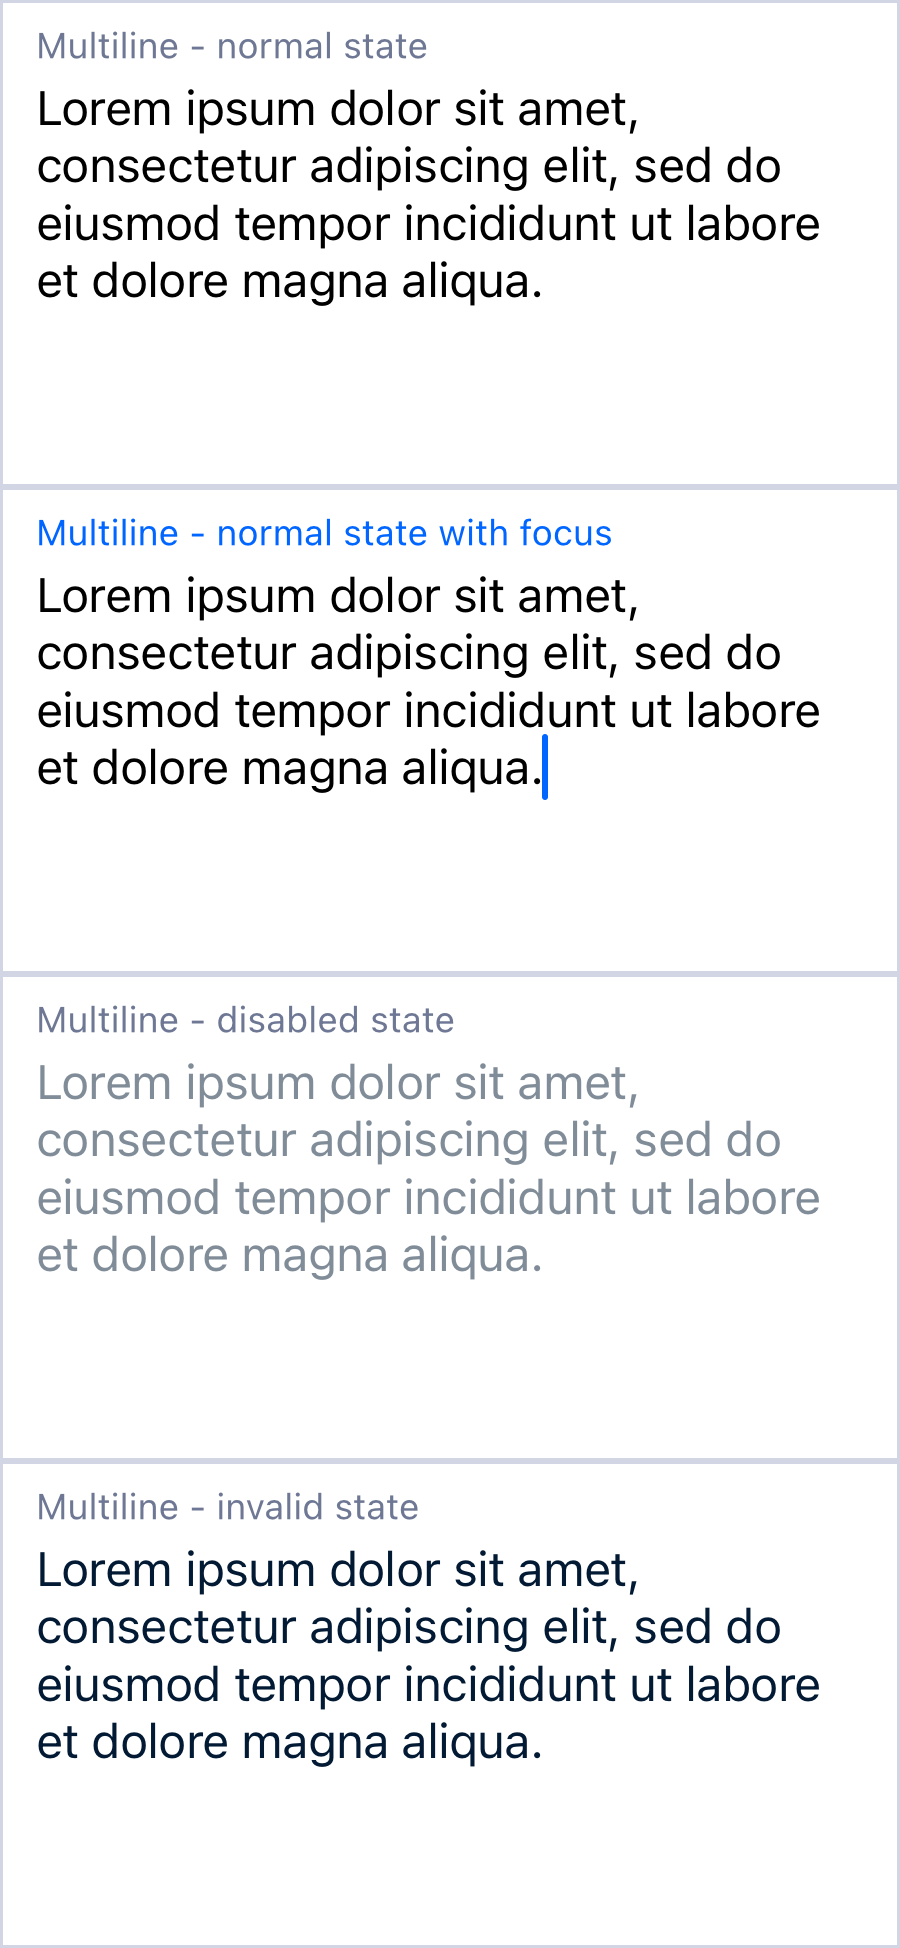 Multiline - normal state
Lorem ipsum dolor sit amet,
consectetur adipiscing elit, sed do
eiusmod tempor incididunt ut labore
et dolore magna aliqua.
Multiline - normal state with focus
Lorem ipsum dolor sit amet,
consectetur adipiscing elit, sed do
eiusmod tempor incididunt ut labore
et dolore magna aliqua.
Multiline - disabled state
Lorem ipsum dolor sit amet,
consectetur adipiscing elit, sed do
eiusmod tempor incididunt ut labore
et dolore magna aliqua.
Multiline - invalid state
Lorem ipsum dolor sit amet,
consectetur adipiscing elit, sed do
eiusmod tempor incididunt ut labore
et dolore magna aliqua.